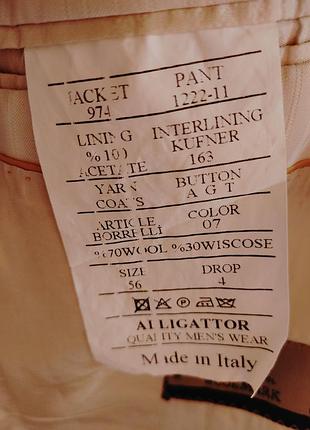 JACKET PANT
974 1222-11
LINING INTERLINING
%100 KUFNER
ACETATE 163
YARN BUTTON
COATS A G T
ARTICLE COLOR
BORRELLI 07
%70WOOL %30WISCOSE
SIZE DROP
56 4
P
ALLIGATTOR
QUALITY MEN'S WEAR
Made in Italy